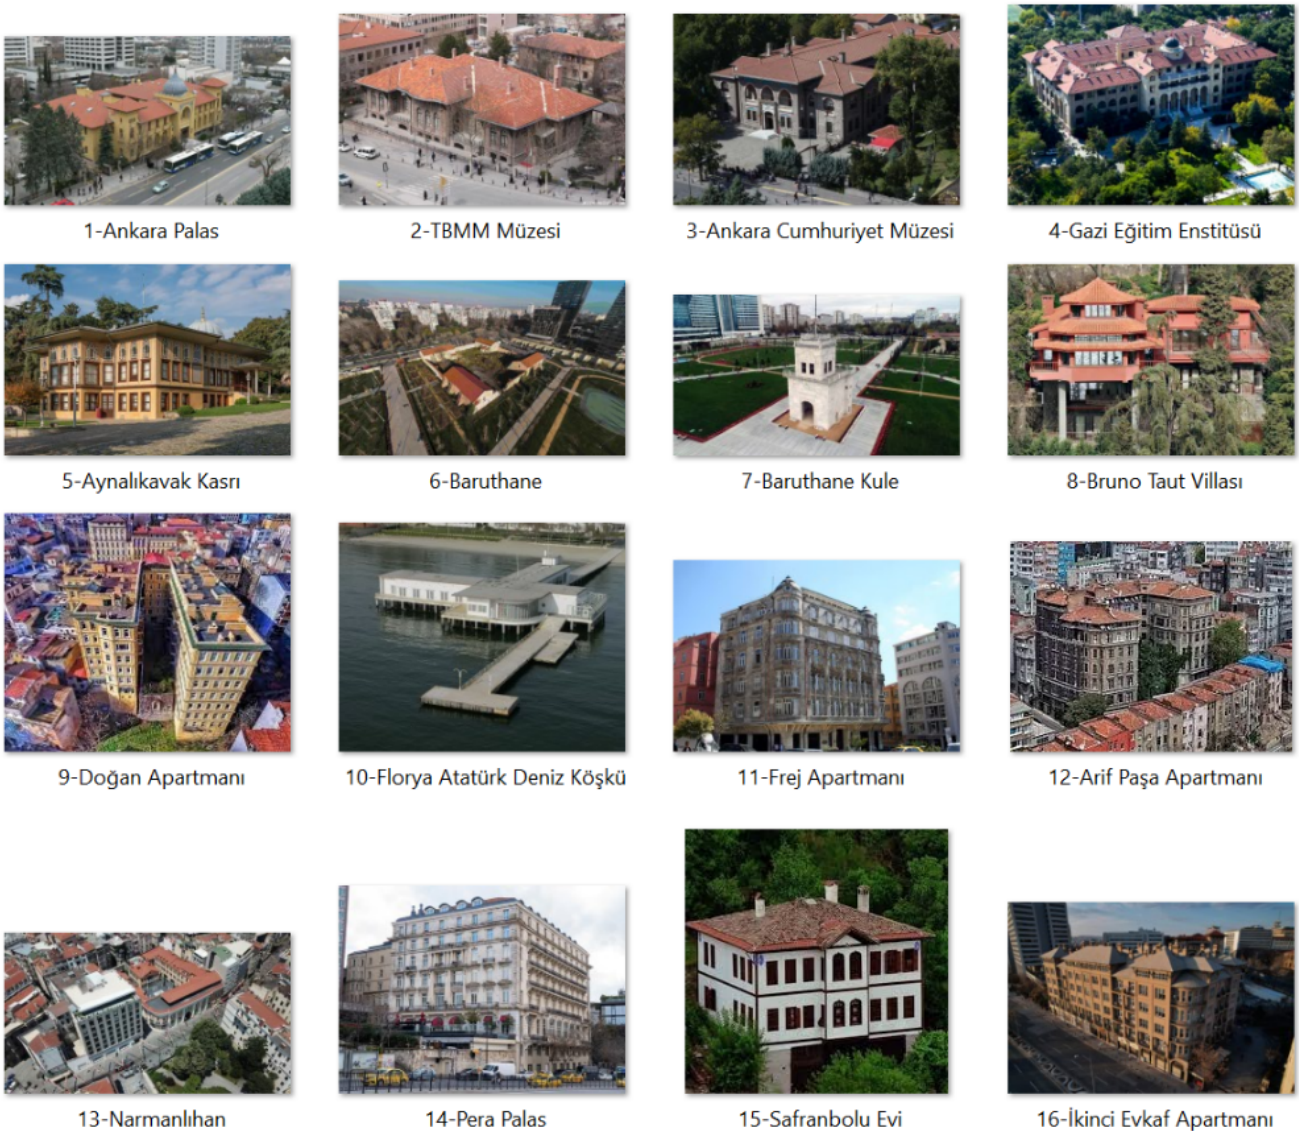 1-Ankara Palas
2-TBMM Müzesi
3-Ankara Cumhuriyet Müzesi
4-Gazi Eğitim Enstitüsü
5-Aynalıkavak Kasrı
6-Baruthane
7-Baruthane Kule
8-Bruno Taut Villası
9-Doğan Apartmanı
10-Florya Atatürk Deniz Köşkü
11-Frej Apartmanı
12-Arif Paşa Apartmanı
13-Narmanlıhan
14-Pera Palas
15-Safranbolu Evi
16-İkinci Evkaf Apartmanı